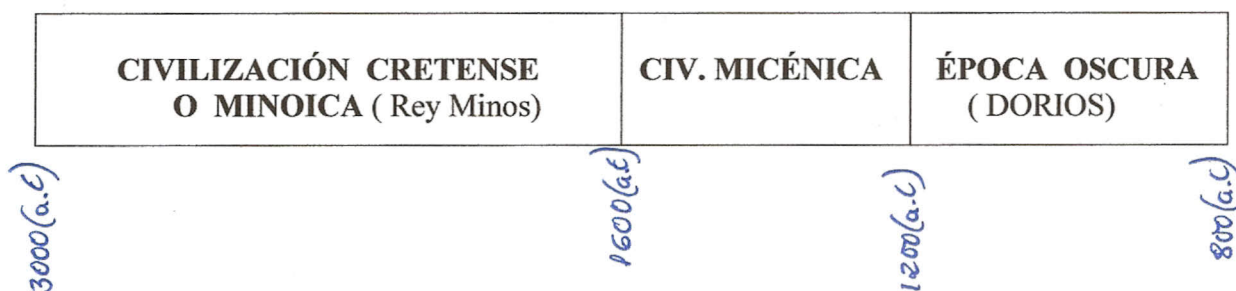 CIVILIZACIÓN CRETENSE
O MINOICA ( Rey Minos)
CIV. MICÉNICA
ÉPOCA OSCURA
( DORIOS)
3000(a.C)
1600(a.C)
1200(a.C)
800(a.C)